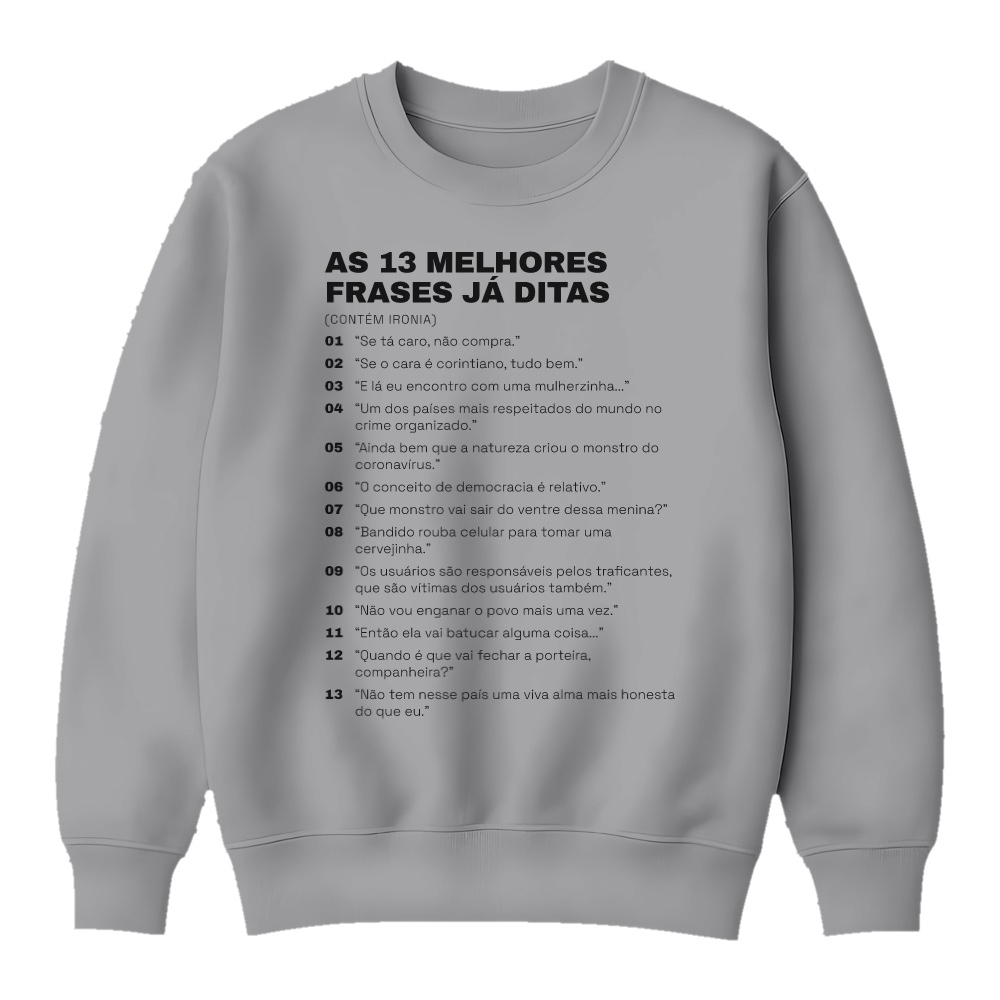 AS 13 MELHORES
FRASES JÁ DITAS
(CONTÉM IRONIA)
01 “Se tá caro, não compra.”
02 “Se o cara é corintiano, tudo bem.”
03 “E lá eu encontro com uma mulherzinha...”
04 “Um dos países mais respeitados do mundo no
crime organizado.”
05 “Ainda bem que a natureza criou o monstro do
coronavírus.”
06 “O conceito de democracia é relativo.”
07 “Que monstro vai sair do ventre dessa menina?”
08 “Bandido rouba celular para tomar uma
cervejinha.”
09 “Os usuários são responsáveis pelos traficantes,
que são vítimas dos usuários também.”
10 “Não vou enganar o povo mais uma vez.”
11 “Então ela vai batucar alguma coisa...”
12 “Quando é que vai fechar a porteira,
companheira?”
13 “Não tem nesse país uma viva alma mais honesta
do que eu.”